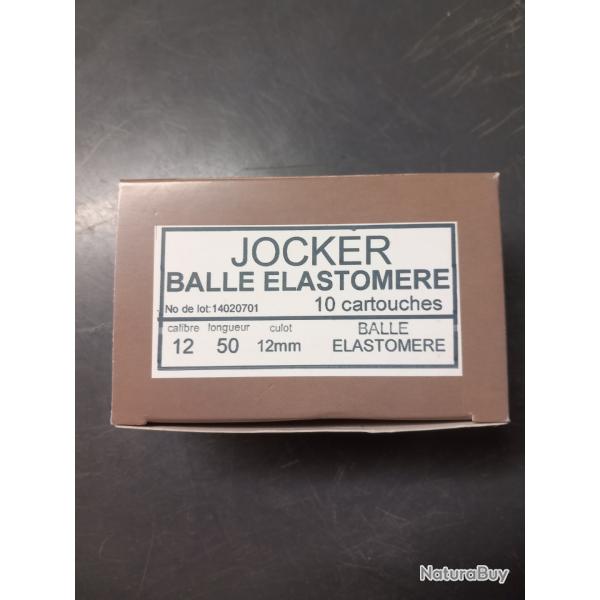 JOCKER
BALLE ELASTOMERE
No de lot:14020701 10 cartouches
calibre longueur culot BALLE
12 50 12mm ELASTOMERE
NaturaBuy